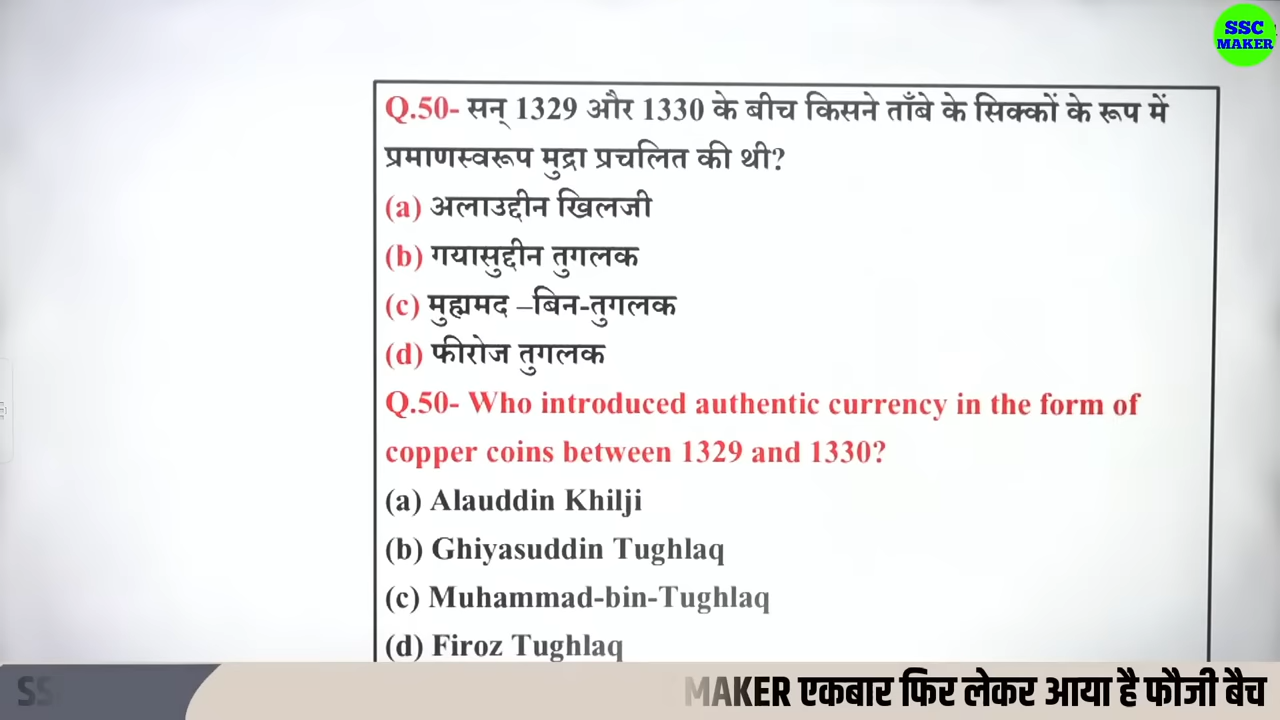 SSC
MAKER
Q.50- सन् 1329 और 1330 के बीच किसने ताँबे के सिक्कों के रूप में
प्रमाणस्वरूप मुद्रा प्रचलित की थी?
(a) अलाउद्दीन खिलजी
(b) गयासुद्दीन तुगलक
(c) मुह्ममद –बिन-तुगलक
(d) फीरोज तुगलक
Q.50- Who introduced authentic currency in the form of
copper coins between 1329 and 1330?
(a) Alauddin Khilji
(b) Ghiyasuddin Tughlaq
(c) Muhammad-bin-Tughlaq
(d) Firoz Tughlaq
MAKER एकबार फिर लेकर आया है फौजी बैच